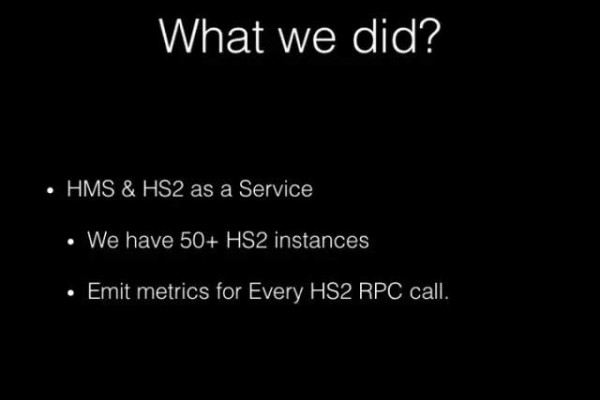 What we did?
• HMS & HS2 as a Service
• We have 50+ HS2 instances
• Emit metrics for Every HS2 RPC call.